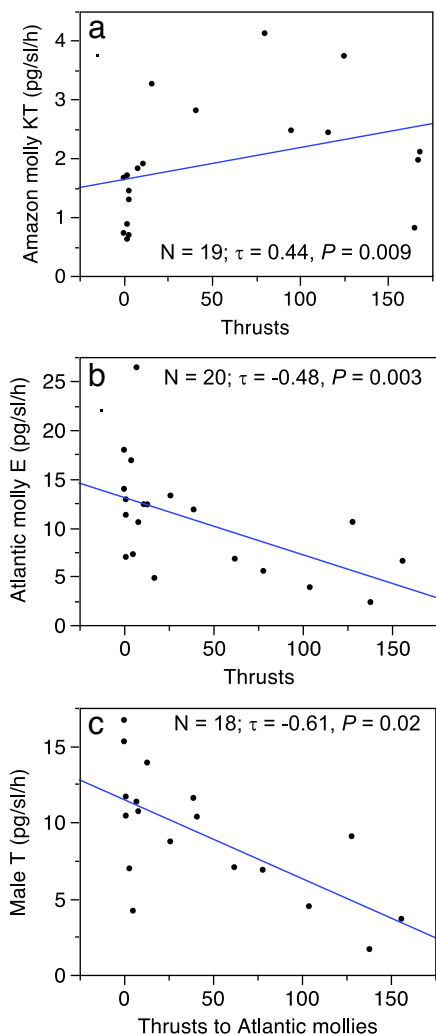 a
Amazon molly KT (pg/sl/h)
4
3
2
1
0
N = 19; τ = 0.44, P = 0.009
0 50 100 150
Thrusts
b
Atlantic molly E (pg/sl/h)
N = 20; τ = -0.48, P = 0.003
25
20
15
10
5
0
0 50 100 150
Thrusts
c
Male T (pg/sl/h)
N = 18; τ = -0.61, P = 0.02
15
10
5
0
0 50 100 150
Thrusts to Atlantic mollies